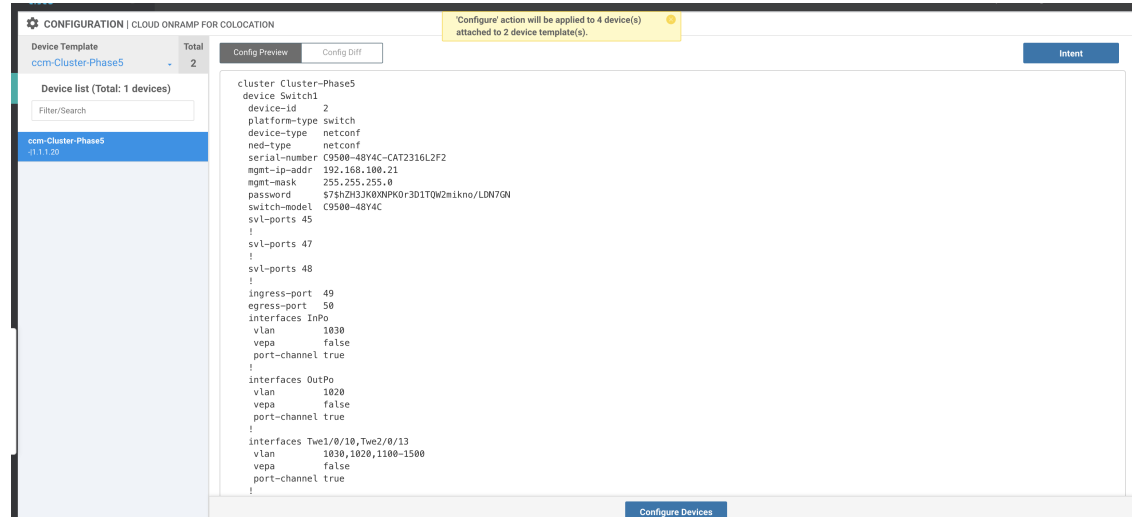 CONFIGURATION | CLOUD ONRAMP FOR COLOCATION
'Configure' action will be applied to 4 device(s)
attached to 2 device template(s).
Device Template
Total
ccm-Cluster-Phase5
2
Device list (Total: 1 devices)
Filter/Search
ccm-Cluster-Phase5
-|1.1.1.20
Config Preview
Config Diff
Intent
cluster Cluster-Phase5
device Switch1
device-id 2
platform-type switch
device-type netconf
ned-type netconf
serial-number C9500-48Y4C-CAT2316L2F2
mgmt-ip-addr 192.168.100.21
mgmt-mask 255.255.255.0
password $7$hZH3JK0XNPKOr3D1TQW2mikno/LDN7GN
switch-model C9500-48Y4C
svl-ports 45
!
svl-ports 47
!
svl-ports 48
!
ingress-port 49
egress-port 50
interfaces InPo
vlan 1030
vepa false
port-channel true
!
interfaces OutPo
vlan 1020
vepa false
port-channel true
!
interfaces Twe1/0/10,Twe2/0/13
vlan 1030,1020,1100-1500
vepa false
port-channel true
!
Configure Devices